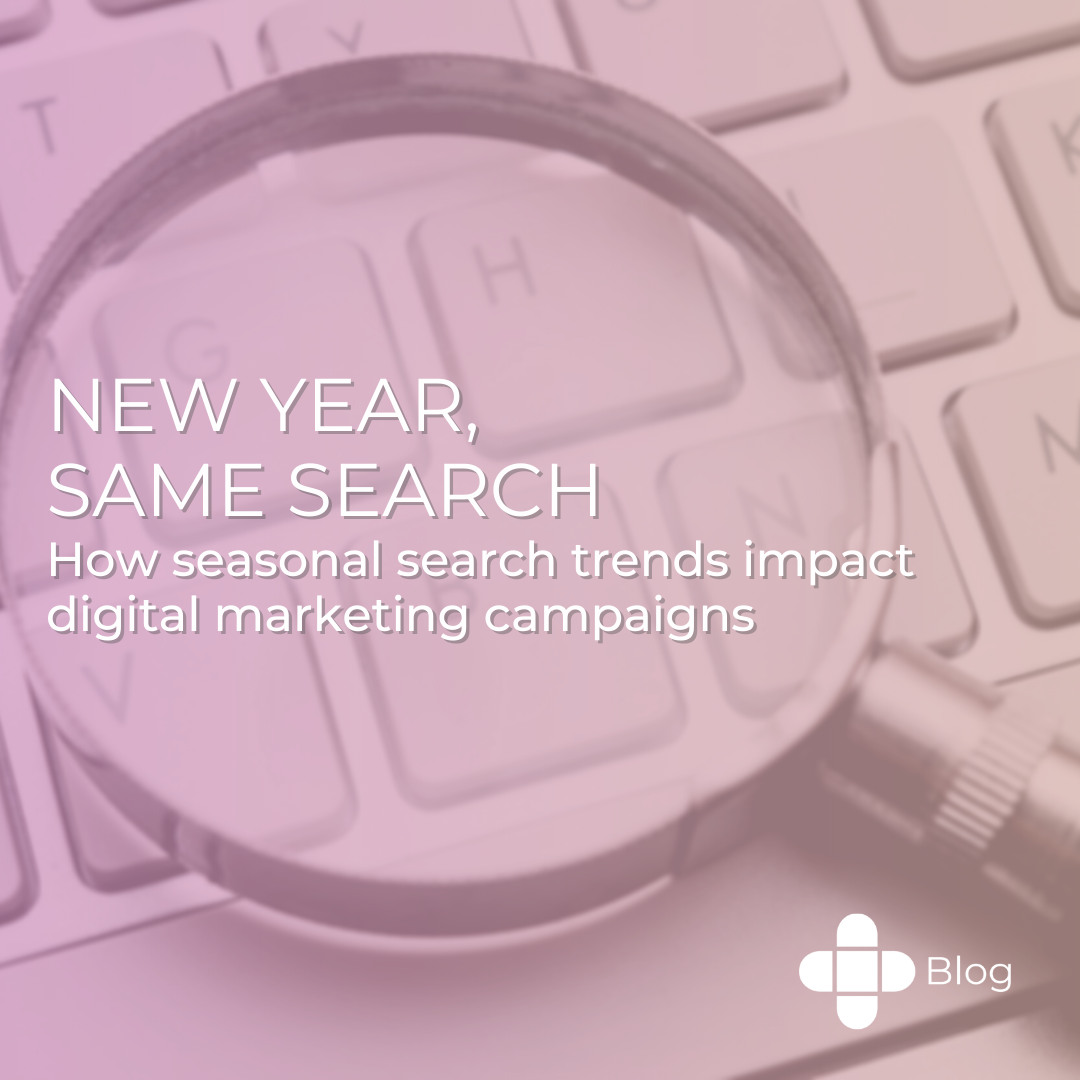 Y
T
K
H
G
NEW YEAR,
SAME SEARCH
How seasonal search trends impact
digital marketing campaigns
M
N
B
V
Blog